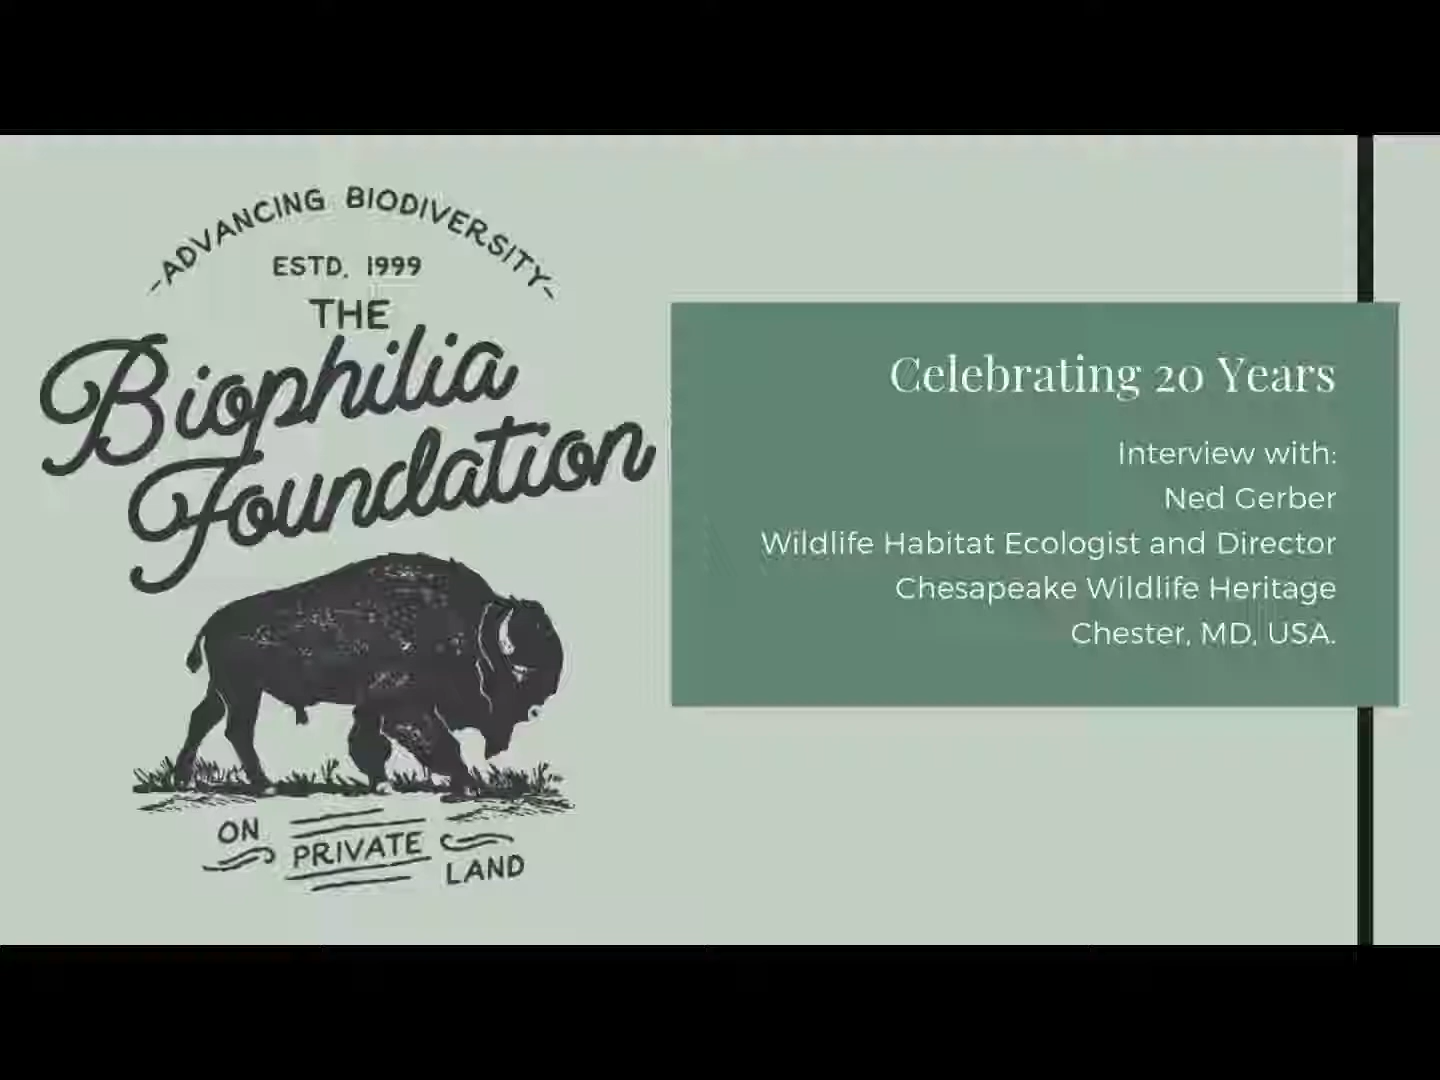 -ADVANCING BIODIVERSITY-
ESTD. 1999
THE
Biophilia
Foundation
ON
PRIVATE
LAND
Celebrating 20 Years
Interview with:
Ned Gerber
Wildlife Habitat Ecologist and Director
Chesapeake Wildlife Heritage
Chester, MD, USA.